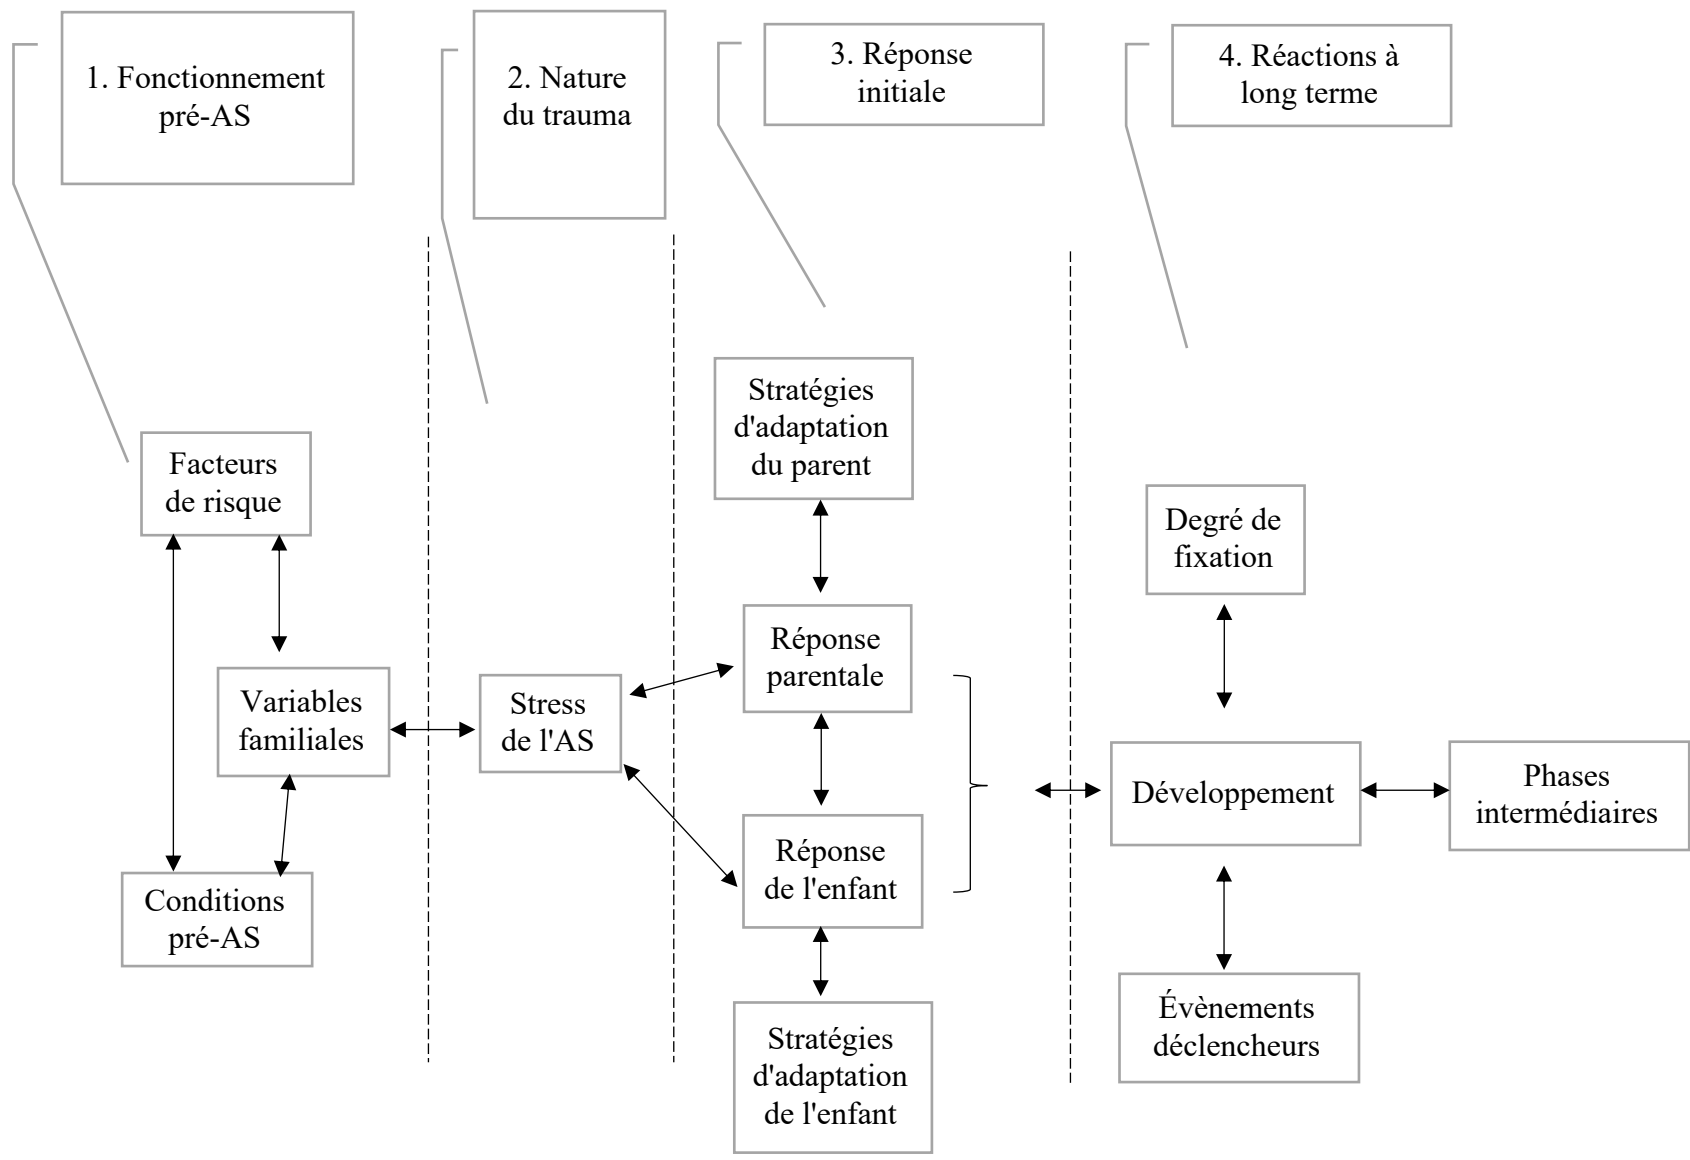 1. Fonctionnement
pré-AS
2. Nature
du trauma
3. Réponse
initiale
4. Réactions à
long terme
Facteurs
de risque
Variables
familiales
Conditions
pré-AS
Stress
de l'AS
Stratégies
d'adaptation
du parent
Réponse
parentale
Réponse
de l'enfant
Stratégies
d'adaptation
de l'enfant
Degré de
fixation
Développement
Phases
intermédiaires
Évènements
déclencheurs